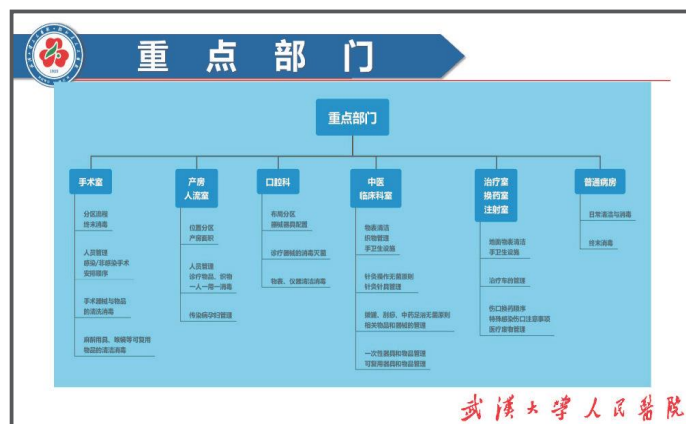 重点部门
重点部门
手术室
分区流程
终末消毒
人员管理
感染/非感染手术
安排顺序
手术器械与物品
的清洗消毒
麻醉用具、喉镜等可复用
物品的清洁消毒
产房
人流室
位置分区
产房面积
人员管理
诊疗物品、织物
一人一用一消毒
传染病孕妇管理
口腔科
布局分区
器械器具配置
诊疗器械的消毒灭菌
物表、仪器清洁消毒
中医
临床科室
物表清洁
织物管理
手卫生设施
针灸操作无菌原则
针灸针具管理
拔罐、刮痧、中药足浴无菌原则
相关物品和器械的管理
一次性器具和物品管理
可复用器具和物品管理
治疗室
换药室
注射室
地面物表清洁
手卫生设施
治疗车的管理
伤口换药顺序
特殊感染伤口注意事项
医疗废物管理
普通病房
日常清洁与消毒
终末消毒
武漢大學人民醫院